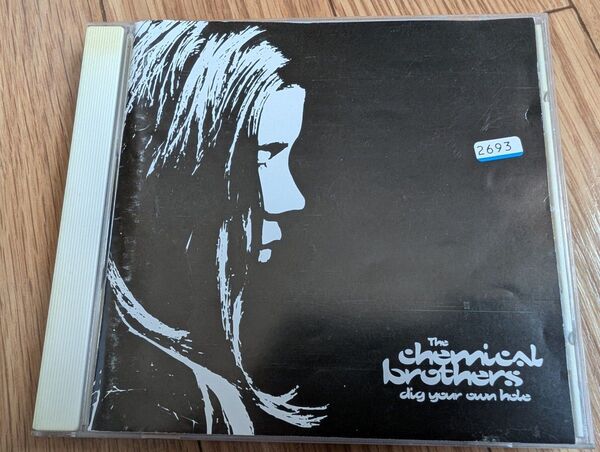 2693
The
chemical
brothers
dig your own hole